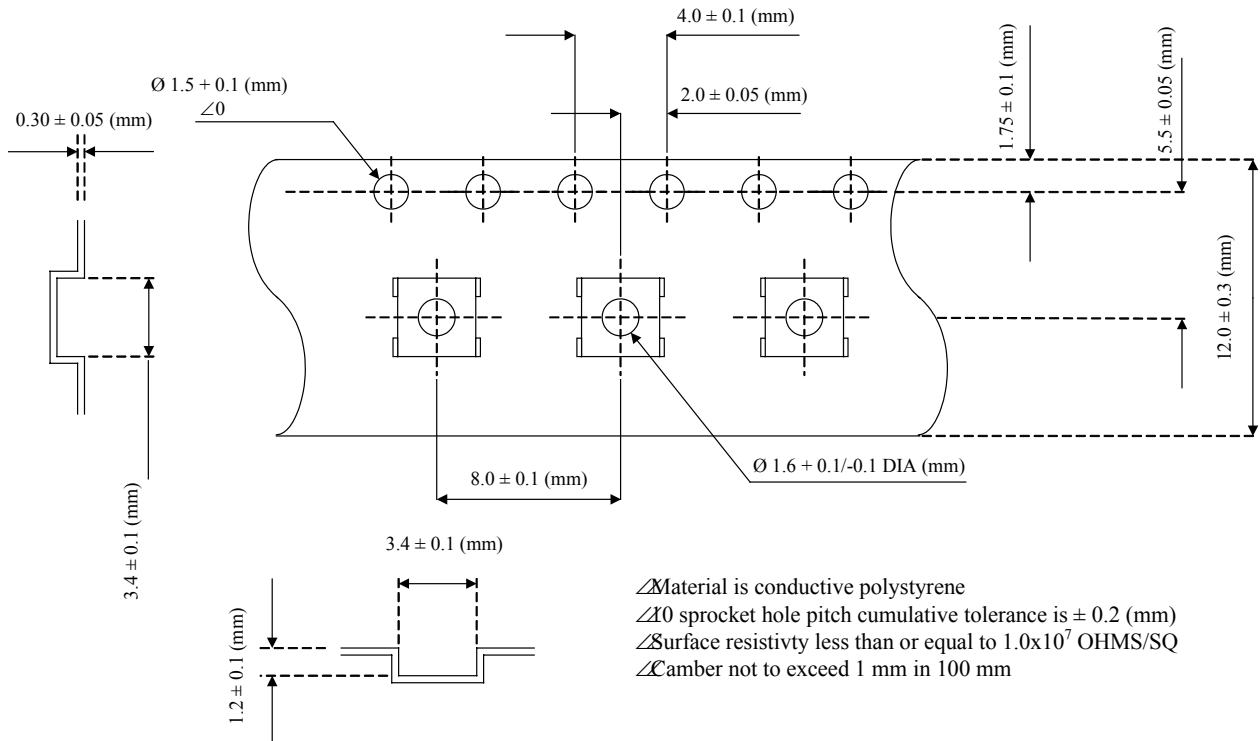 4.0 ± 0.1 (mm)
Ø 1.5 + 0.1 (mm)
∠0
2.0 ± 0.05 (mm)
0.30 ± 0.05 (mm)
1.75 ± 0.1 (mm)
5.5 ± 0.05 (mm)
12.0 ± 0.3 (mm)
3.4 ± 0.1 (mm)
8.0 ± 0.1 (mm)
Ø 1.6 + 0.1/-0.1 DIA (mm)
3.4 ± 0.1 (mm)
1.2 ± 0.1 (mm)
∠Material is conductive polystyrene
∠10 sprocket hole pitch cumulative tolerance is ± 0.2 (mm)
∠Surface resistivty less than or equal to 1.0x10⁷ OHMS/SQ
∠Camber not to exceed 1 mm in 100 mm